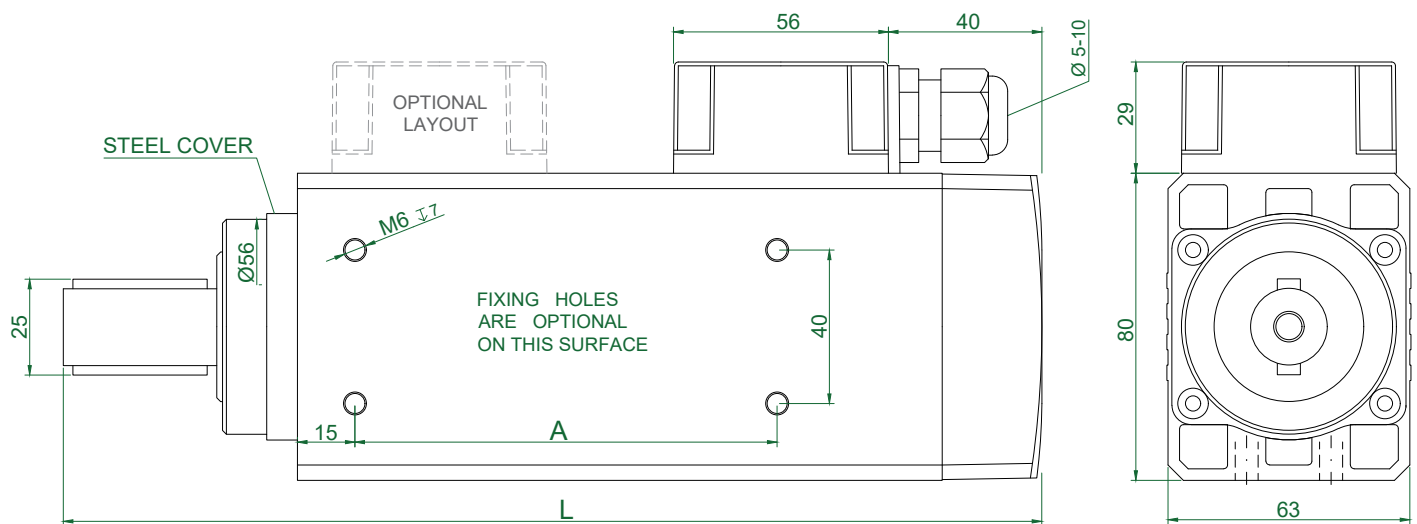 56
40
Ø 5-10
OPTIONAL
LAYOUT
STEEL COVER
29
M6 ↧7
Ø56
25
FIXING HOLES
ARE OPTIONAL
ON THIS SURFACE
40
80
15
A
L
63